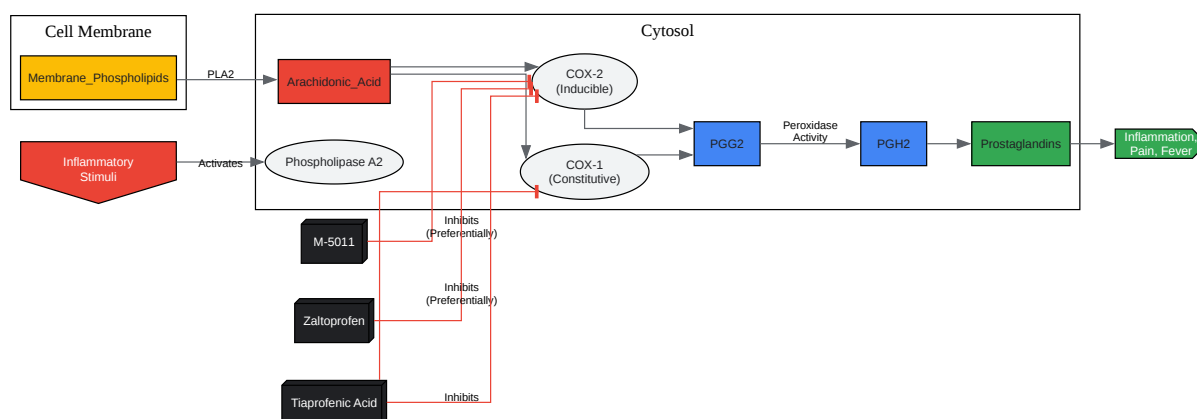 Cell Membrane
Cytosol
Membrane_Phospholipids
PLA2
Arachidonic_Acid
COX-2
(Inducible)
Inflammatory
Stimuli
Activates
Phospholipase A2
COX-1
(Constitutive)
PGG2
Peroxidase
Activity
PGH2
Prostaglandins
Inflammation,
Pain, Fever
M-5011
Inhibits
(Preferentially)
Zaltoprofen
Inhibits
(Preferentially)
Tiaprofenic Acid
Inhibits